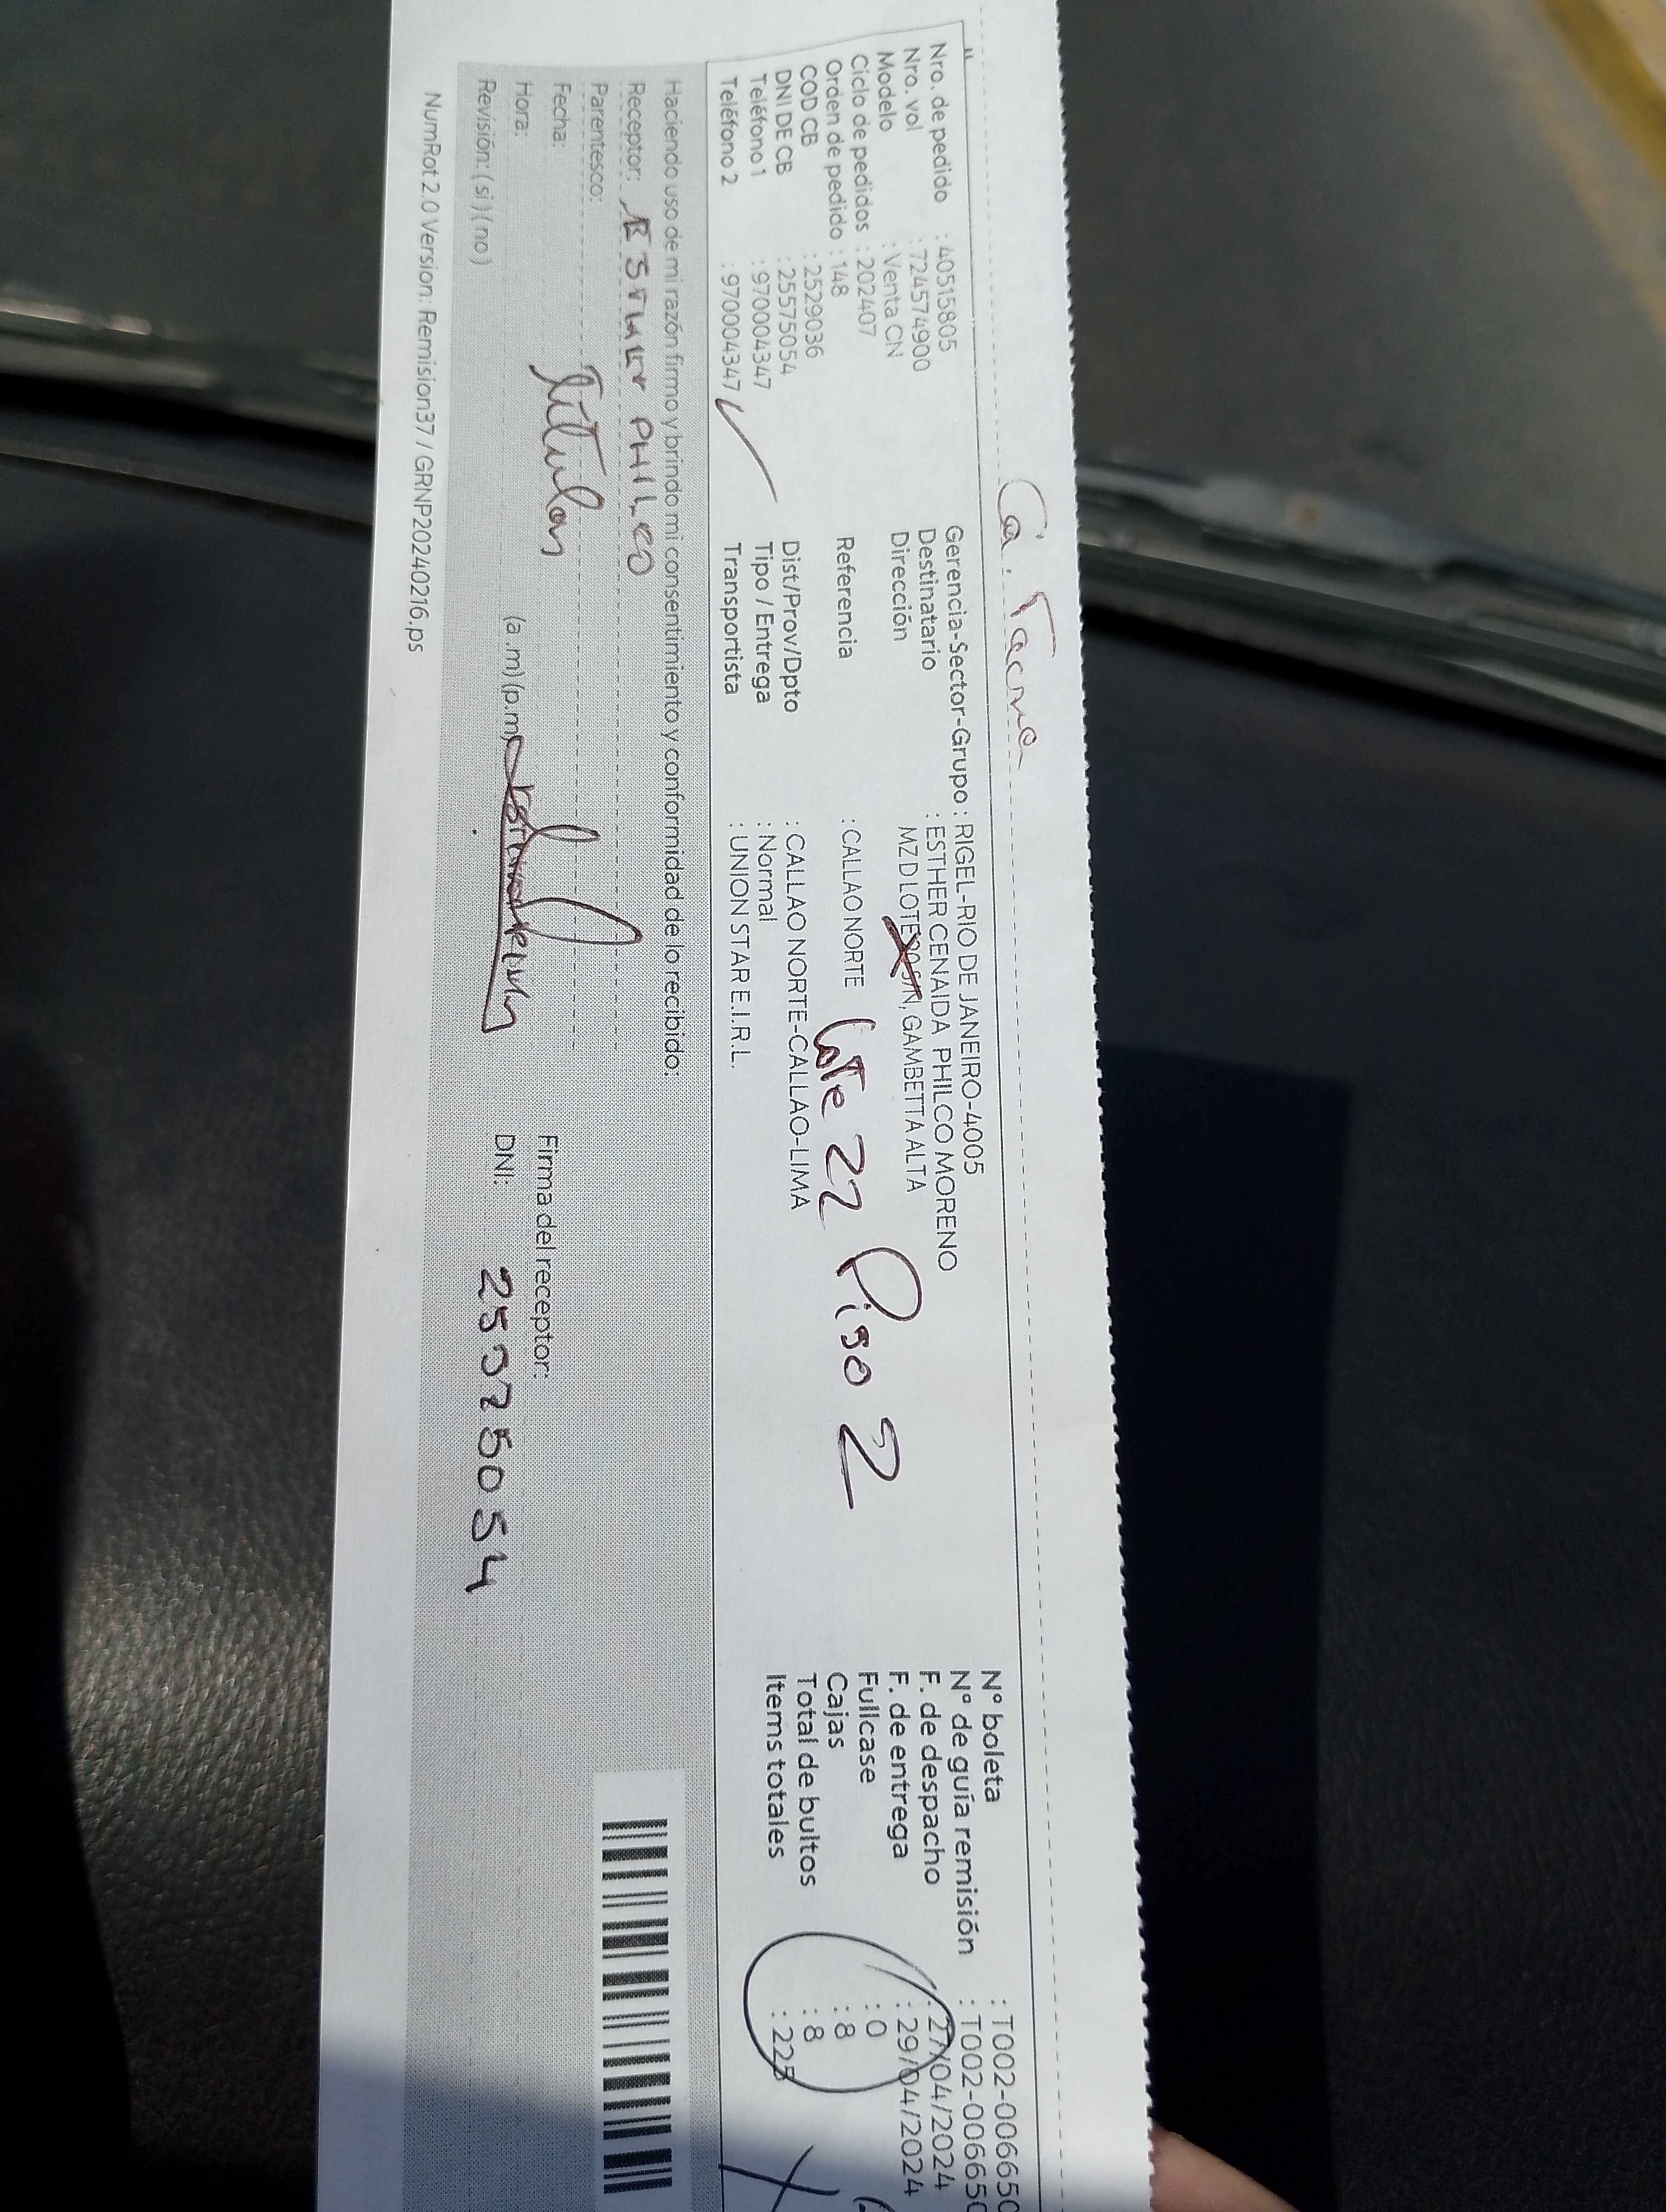 Ca. Tacna
Nro. de pedido : 40515805
Nro. vol : 724574900
Modelo : Venta CN
Ciclo de pedidos : 202407
Orden de pedido : 148
COD CB : 2529036
DNI DE CB : 25575054
Teléfono 1 : 970004347
Teléfono 2 : 970004347
Gerencia-Sector-Grupo : RIGEL-RIO DE JANEIRO-4005
Destinatario : ESTHER CENAIDA PHILCO MORENO
Dirección MZ D LOTE , GAMBETTA ALTA
Referencia : CALLAO NORTE
Lote 22 Piso 2
Dist/Prov/Dpto : CALLAO NORTE-CALLAO-LIMA
Tipo / Entrega : Normal
Transportista : UNION STAR E.I.R.L.
N° boleta : T002-006650
N° de guía remisión : T002-006650
F. de despacho : 27/04/2024
F. de entrega : 29/04/2024
Fullcase : 0
Cajas : 8
Total de bultos : 8
Items totales : 225
Haciendo uso de mi razón firmo y brindo mi consentimiento y conformidad de lo recibido:
Receptor: ESTHER PHILCO
Parentesco: Titular
Fecha:
Hora: (a.m) (p.m)
Revisión: ( si ) ( no )
Firma del receptor:
DNI: 25575054
NumRot 2.0 Version: Remision37 / GRNP20240216.ps